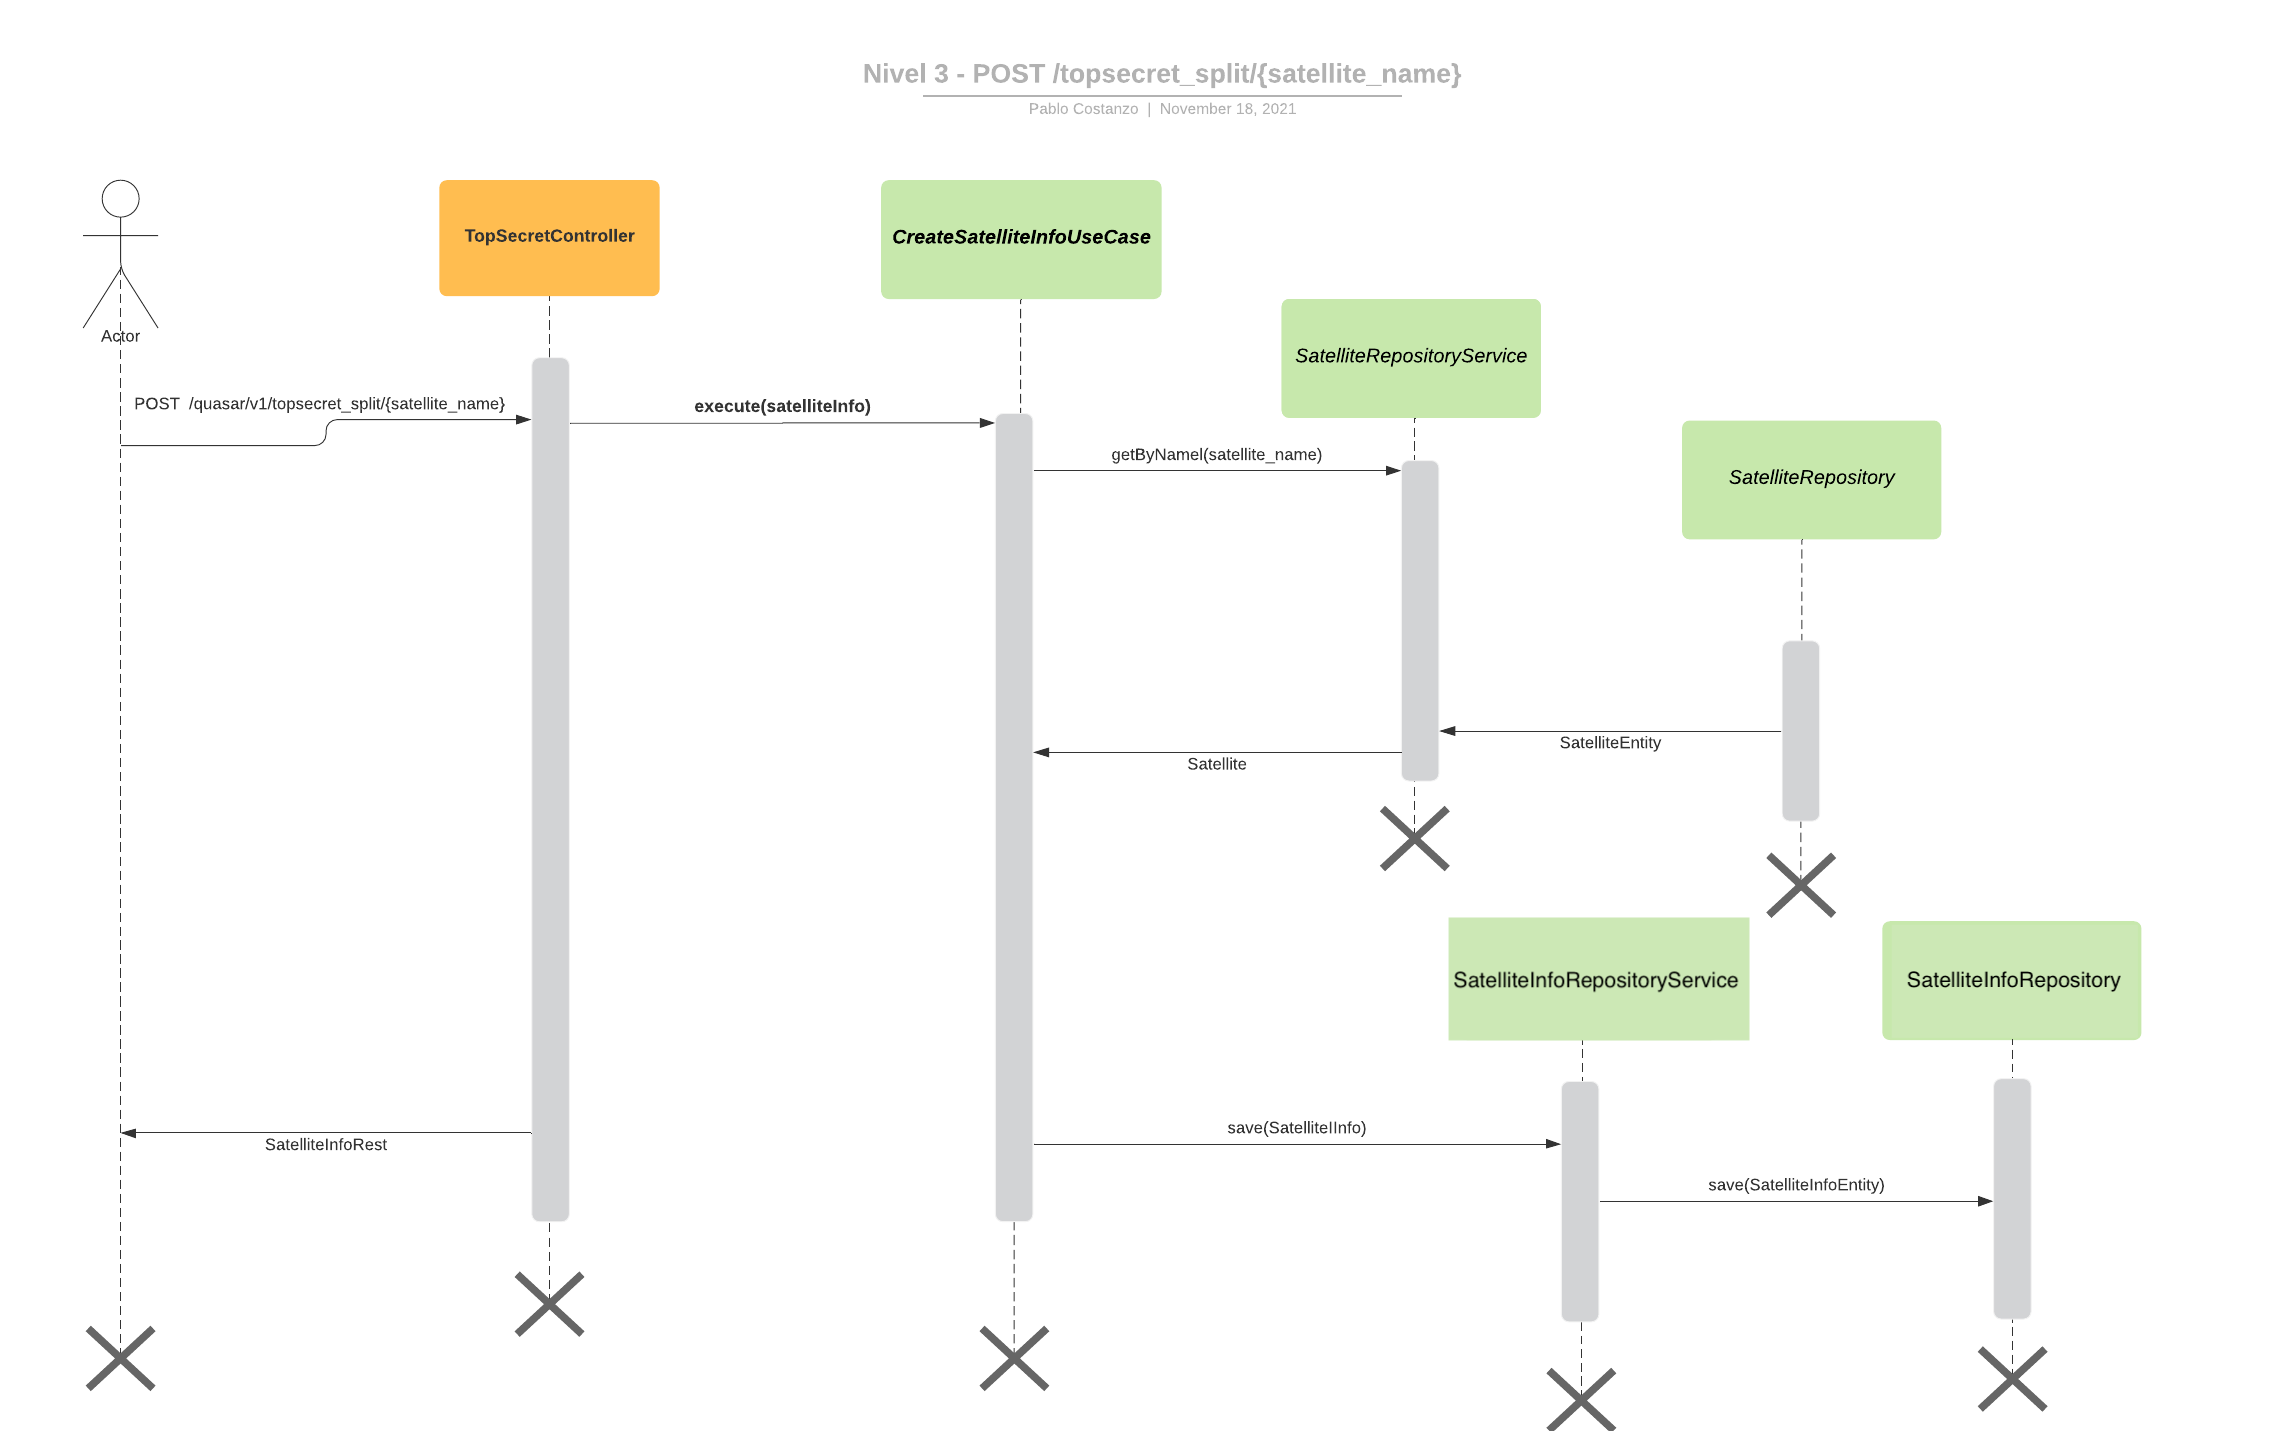 Nivel 3 - POST /topsecret_split/{satellite_name}
Pablo Costanzo | November 18, 2021
TopSecretController
CreateSatelliteInfoUseCase
Actor
SatelliteRepositoryService
POST /quasar/v1/topsecret_split/{satellite_name}
execute(satelliteInfo)
getByNamel(satellite_name)
SatelliteRepository
SatelliteEntity
Satellite
SatelliteInfoRepositoryService
SatelliteInfoRepository
SatelliteInfoRest
save(SatelliteIInfo)
save(SatelliteInfoEntity)